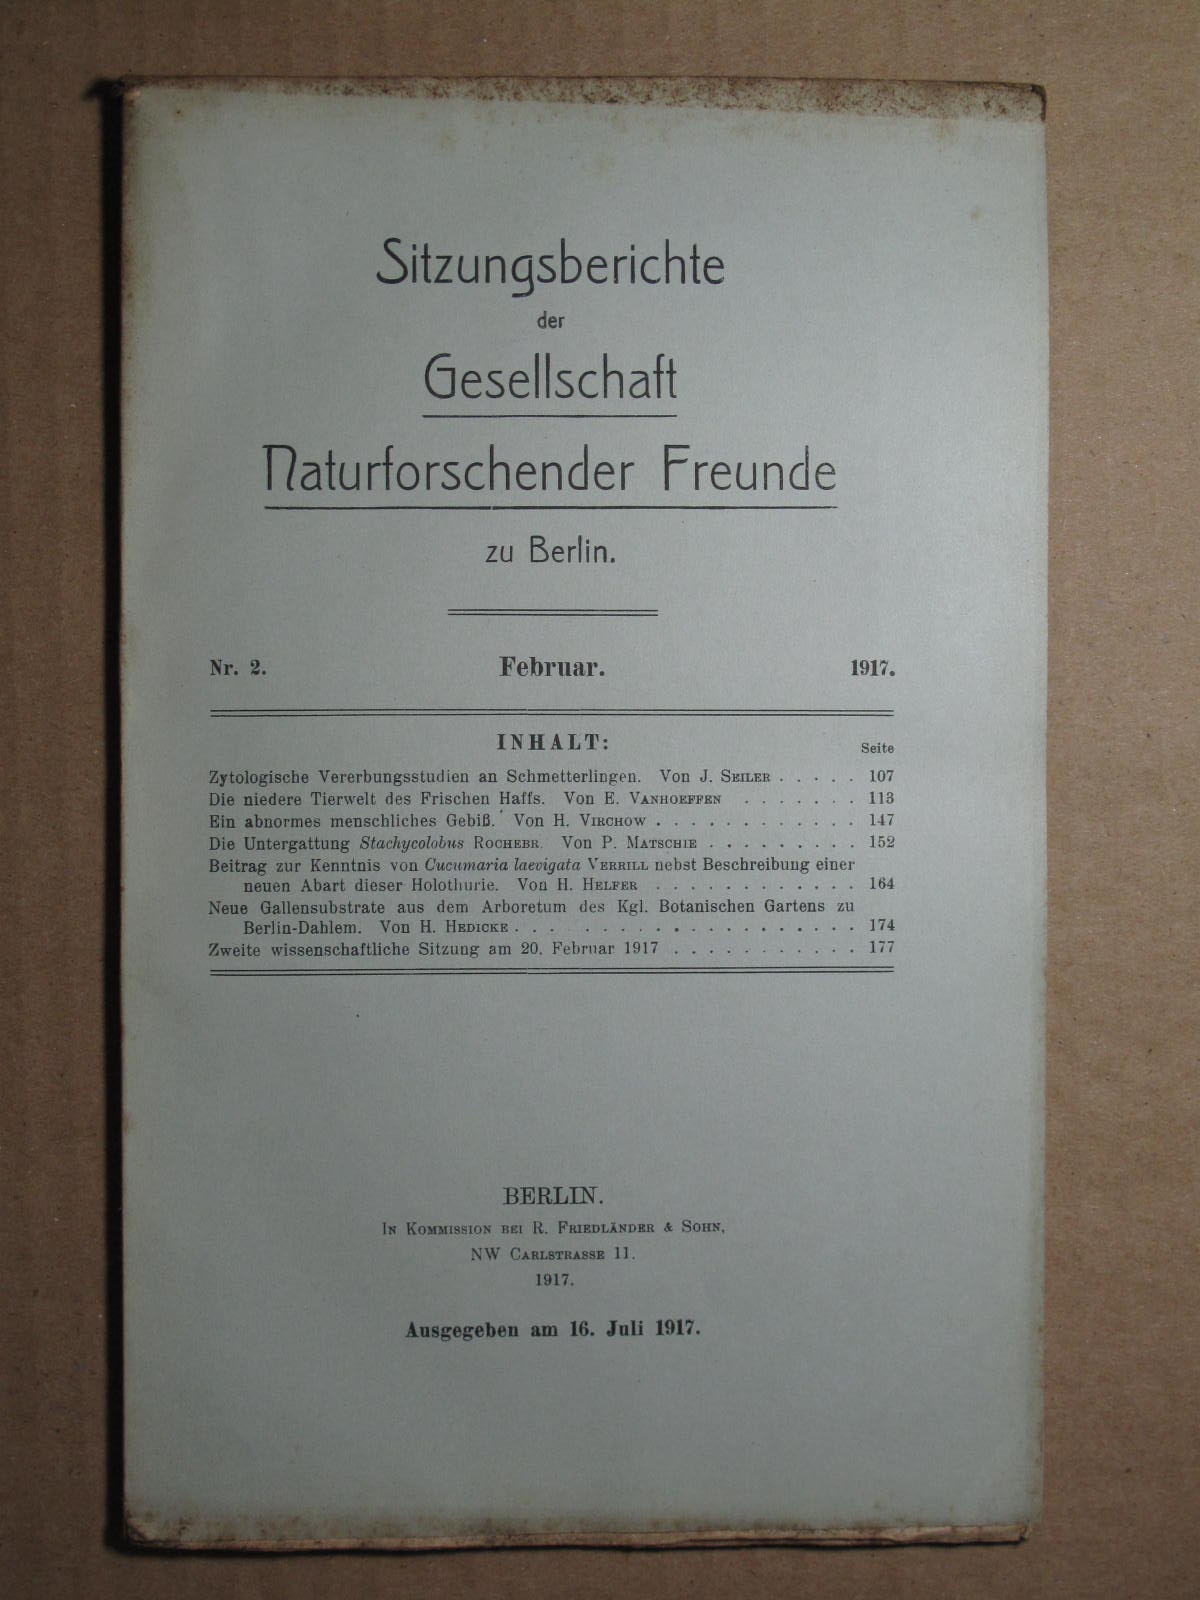 Sitzungsberichte
der
Gesellschaft
Naturforschender Freunde
zu Berlin.
Nr. 2. Februar. 1917.
INHALT:
Seite
Zytologische Vererbungsstudien an Schmetterlingen. Von J. Seiler . . . . . 107
Die niedere Tierwelt des Frischen Haffs. Von E. Vanhoeffen . . . . . . . 113
Ein abnormes menschliches Gebiß. Von H. Virchow . . . . . . . . . . . . 147
Die Untergattung Stachycolobus Rochebr. Von P. Matschie . . . . . . . . . 152
Beitrag zur Kenntnis von Cucumaria laevigata Verrill nebst Beschreibung einer
neuen Abart dieser Holothurie. Von H. Helfer . . . . . . . . . . . . 164
Neue Gallensubstrate aus dem Arboretum des Kgl. Botanischen Gartens zu
Berlin-Dahlem. Von H. Hedicke . . . . . . . . . . . . . . . . . . 174
Zweite wissenschaftliche Sitzung am 20. Februar 1917 . . . . . . . . . . . 177
BERLIN.
In Kommission bei R. Friedländer & Sohn,
NW Carlstrasse 11.
1917.
Ausgegeben am 16. Juli 1917.